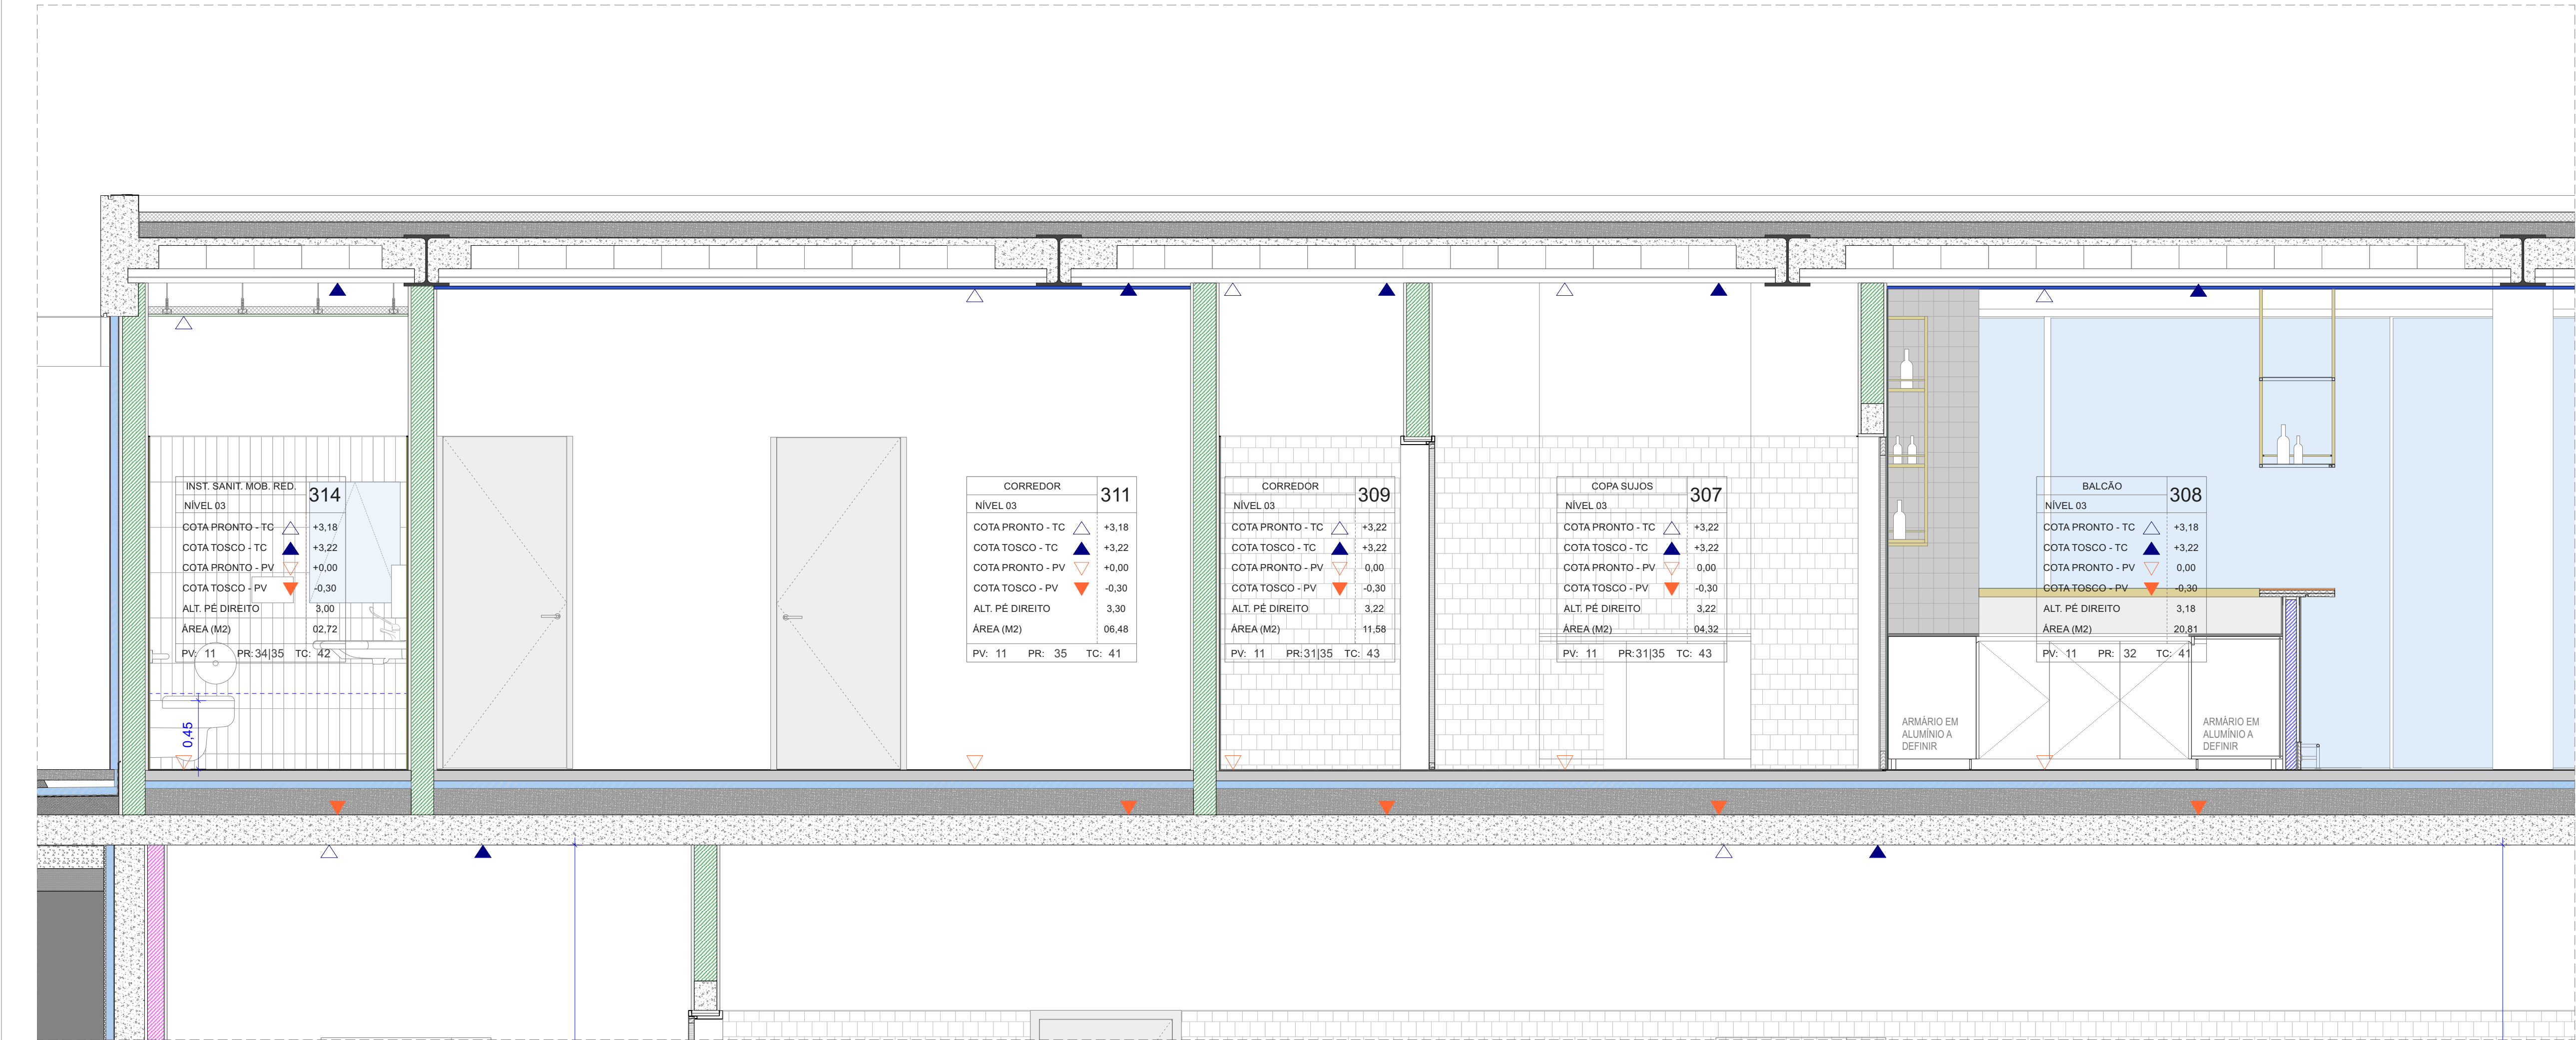 INST. SANIT. MOB. RED. 314
NÍVEL 03
COTA PRONTO - TC +3,18
COTA TOSCO - TC +3,22
COTA PRONTO - PV +0,00
COTA TOSCO - PV -0,30
ALT. PÉ DIREITO 3,00
ÁREA (M2) 02,72
PV: 11 PR: 34|35 TC: 42
0,45
CORREDOR 311
NÍVEL 03
COTA PRONTO - TC +3,18
COTA TOSCO - TC +3,22
COTA PRONTO - PV +0,00
COTA TOSCO - PV -0,30
ALT. PÉ DIREITO 3,30
ÁREA (M2) 06,48
PV: 11 PR: 35 TC: 41
CORREDOR 309
NÍVEL 03
COTA PRONTO - TC +3,22
COTA TOSCO - TC +3,22
COTA PRONTO - PV 0,00
COTA TOSCO - PV -0,30
ALT. PÉ DIREITO 3,22
ÁREA (M2) 11,58
PV: 11 PR: 31|35 TC: 43
COPA SUJOS 307
NÍVEL 03
COTA PRONTO - TC +3,22
COTA TOSCO - TC +3,22
COTA PRONTO - PV 0,00
COTA TOSCO - PV -0,30
ALT. PÉ DIREITO 3,22
ÁREA (M2) 04,32
PV: 11 PR: 31|35 TC: 43
BALCÃO 308
NÍVEL 03
COTA PRONTO - TC +3,18
COTA TOSCO - TC +3,22
COTA PRONTO - PV 0,00
COTA TOSCO - PV -0,30
ALT. PÉ DIREITO 3,18
ÁREA (M2) 20,81
PV: 11 PR: 32 TC: 41
ARMÁRIO EM
ALUMÍNIO A
DEFINIR
ARMÁRIO EM
ALUMÍNIO A
DEFINIR